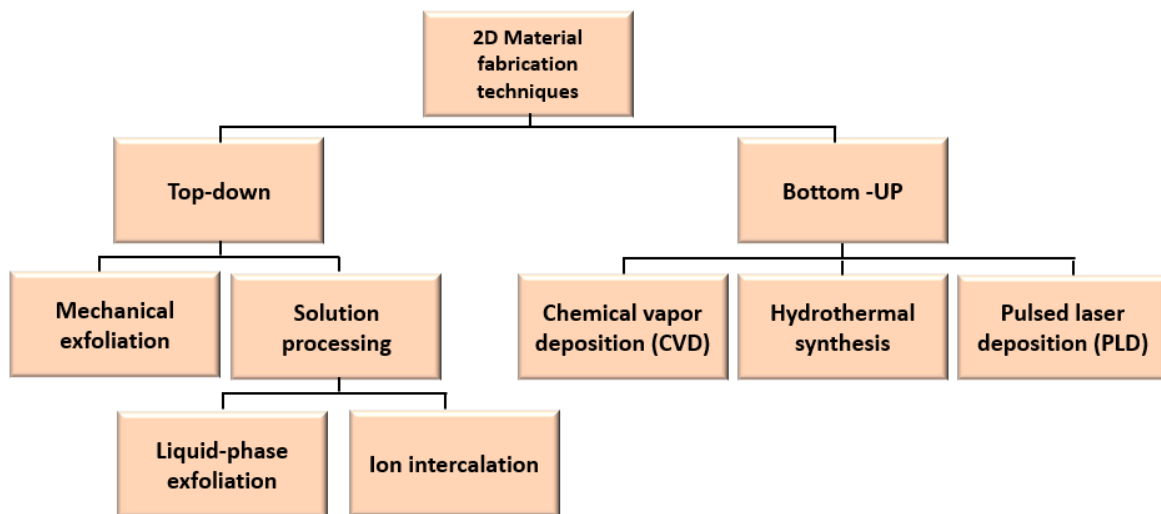 2D Material
fabrication
techniques
Top-down
Bottom -UP
Mechanical
exfoliation
Solution
processing
Chemical vapor
deposition (CVD)
Hydrothermal
synthesis
Pulsed laser
deposition (PLD)
Liquid-phase
exfoliation
Ion intercalation